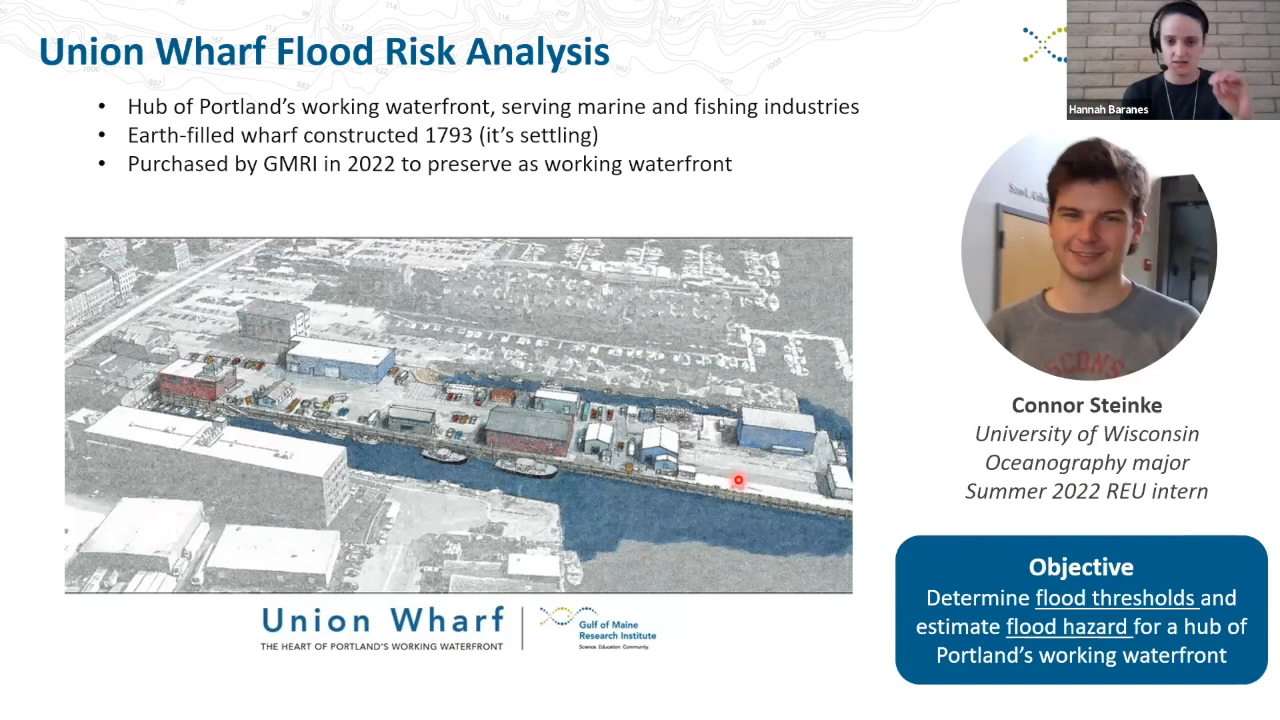 Union Wharf Flood Risk Analysis
• Hub of Portland's working waterfront, serving marine and fishing industries
• Earth-filled wharf constructed 1793 (it's settling)
• Purchased by GMRI in 2022 to preserve as working waterfront
Hannah Baranes
Connor Steinke
University of Wisconsin
Oceanography major
Summer 2022 REU intern
Objective
Determine flood thresholds and
estimate flood hazard for a hub of
Portland's working waterfront
Union Wharf
THE HEART OF PORTLAND'S WORKING WATERFRONT
Gulf of Maine
Research Institute
Science. Education. Community.